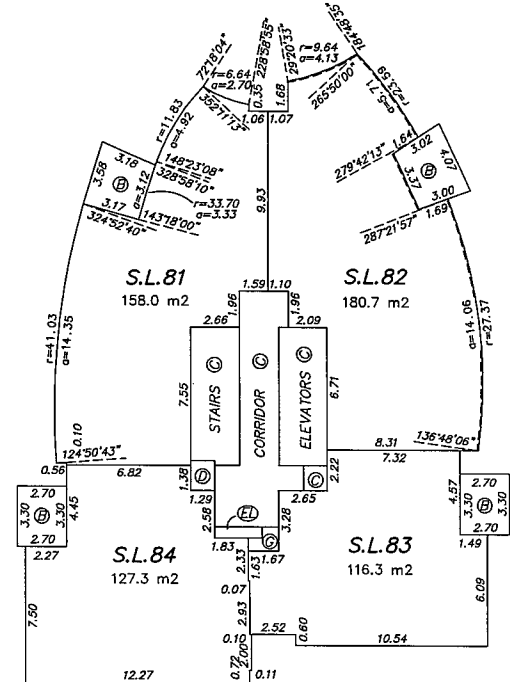 72°18'04"
228°58'55"
29°20'33"
184°48'35"
r=6.64
a=2.70
352°11'13"
0.35
1.68
r=9.64
a=4.13
265°50'00"
r=23.59
a=5.71
r=11.83
a=4.92
1.06
1.07
3.18
3.58
B
3.17
a=3.12
148°23'08"
328°58'10"
r=33.70
a=3.33
143°18'00"
324°52'40"
9.93
1.64
3.02
279°42'13"
B
4.07
3.37
3.00
1.69
287°21'57"
S.L.81
158.0 m2
S.L.82
180.7 m2
1.59
1.10
1.96
1.96
2.66
2.09
r=41.03
a=14.35
a=14.06
r=27.37
7.55
STAIRS C
CORRIDOR C
ELEVATORS C
6.71
0.10
124°50'43"
136°48'06"
0.56
6.82
8.31
7.32
1.38
D
1.29
C
2.22
2.65
2.70
3.30
B
3.30
2.70
4.45
2.27
4.57
2.70
3.30
B
3.30
2.70
1.49
2.58
EL
3.28
1.83
G
1.67
S.L.84
127.3 m2
S.L.83
116.3 m2
2.33
1.63
0.07
2.93
7.50
6.09
2.52
0.10
0.60
10.54
2.00
0.72
12.27
0.11